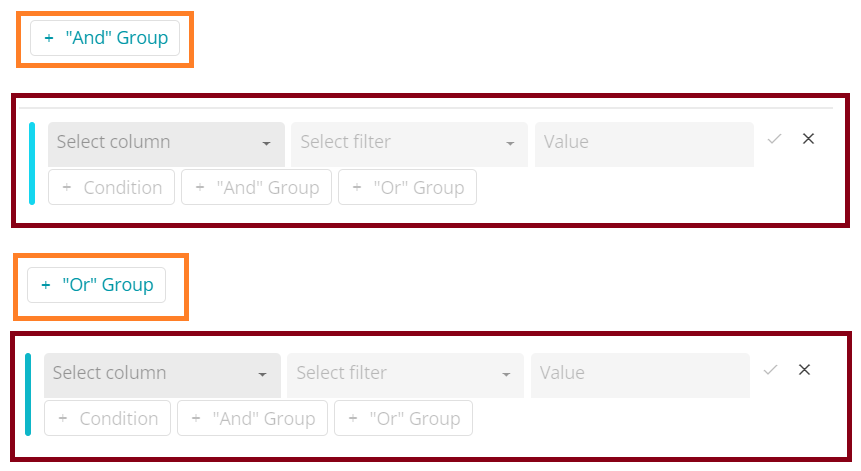 + "And" Group
Select column Select filter Value
+ Condition + "And" Group + "Or" Group
+ "Or" Group
Select column Select filter Value
+ Condition + "And" Group + "Or" Group